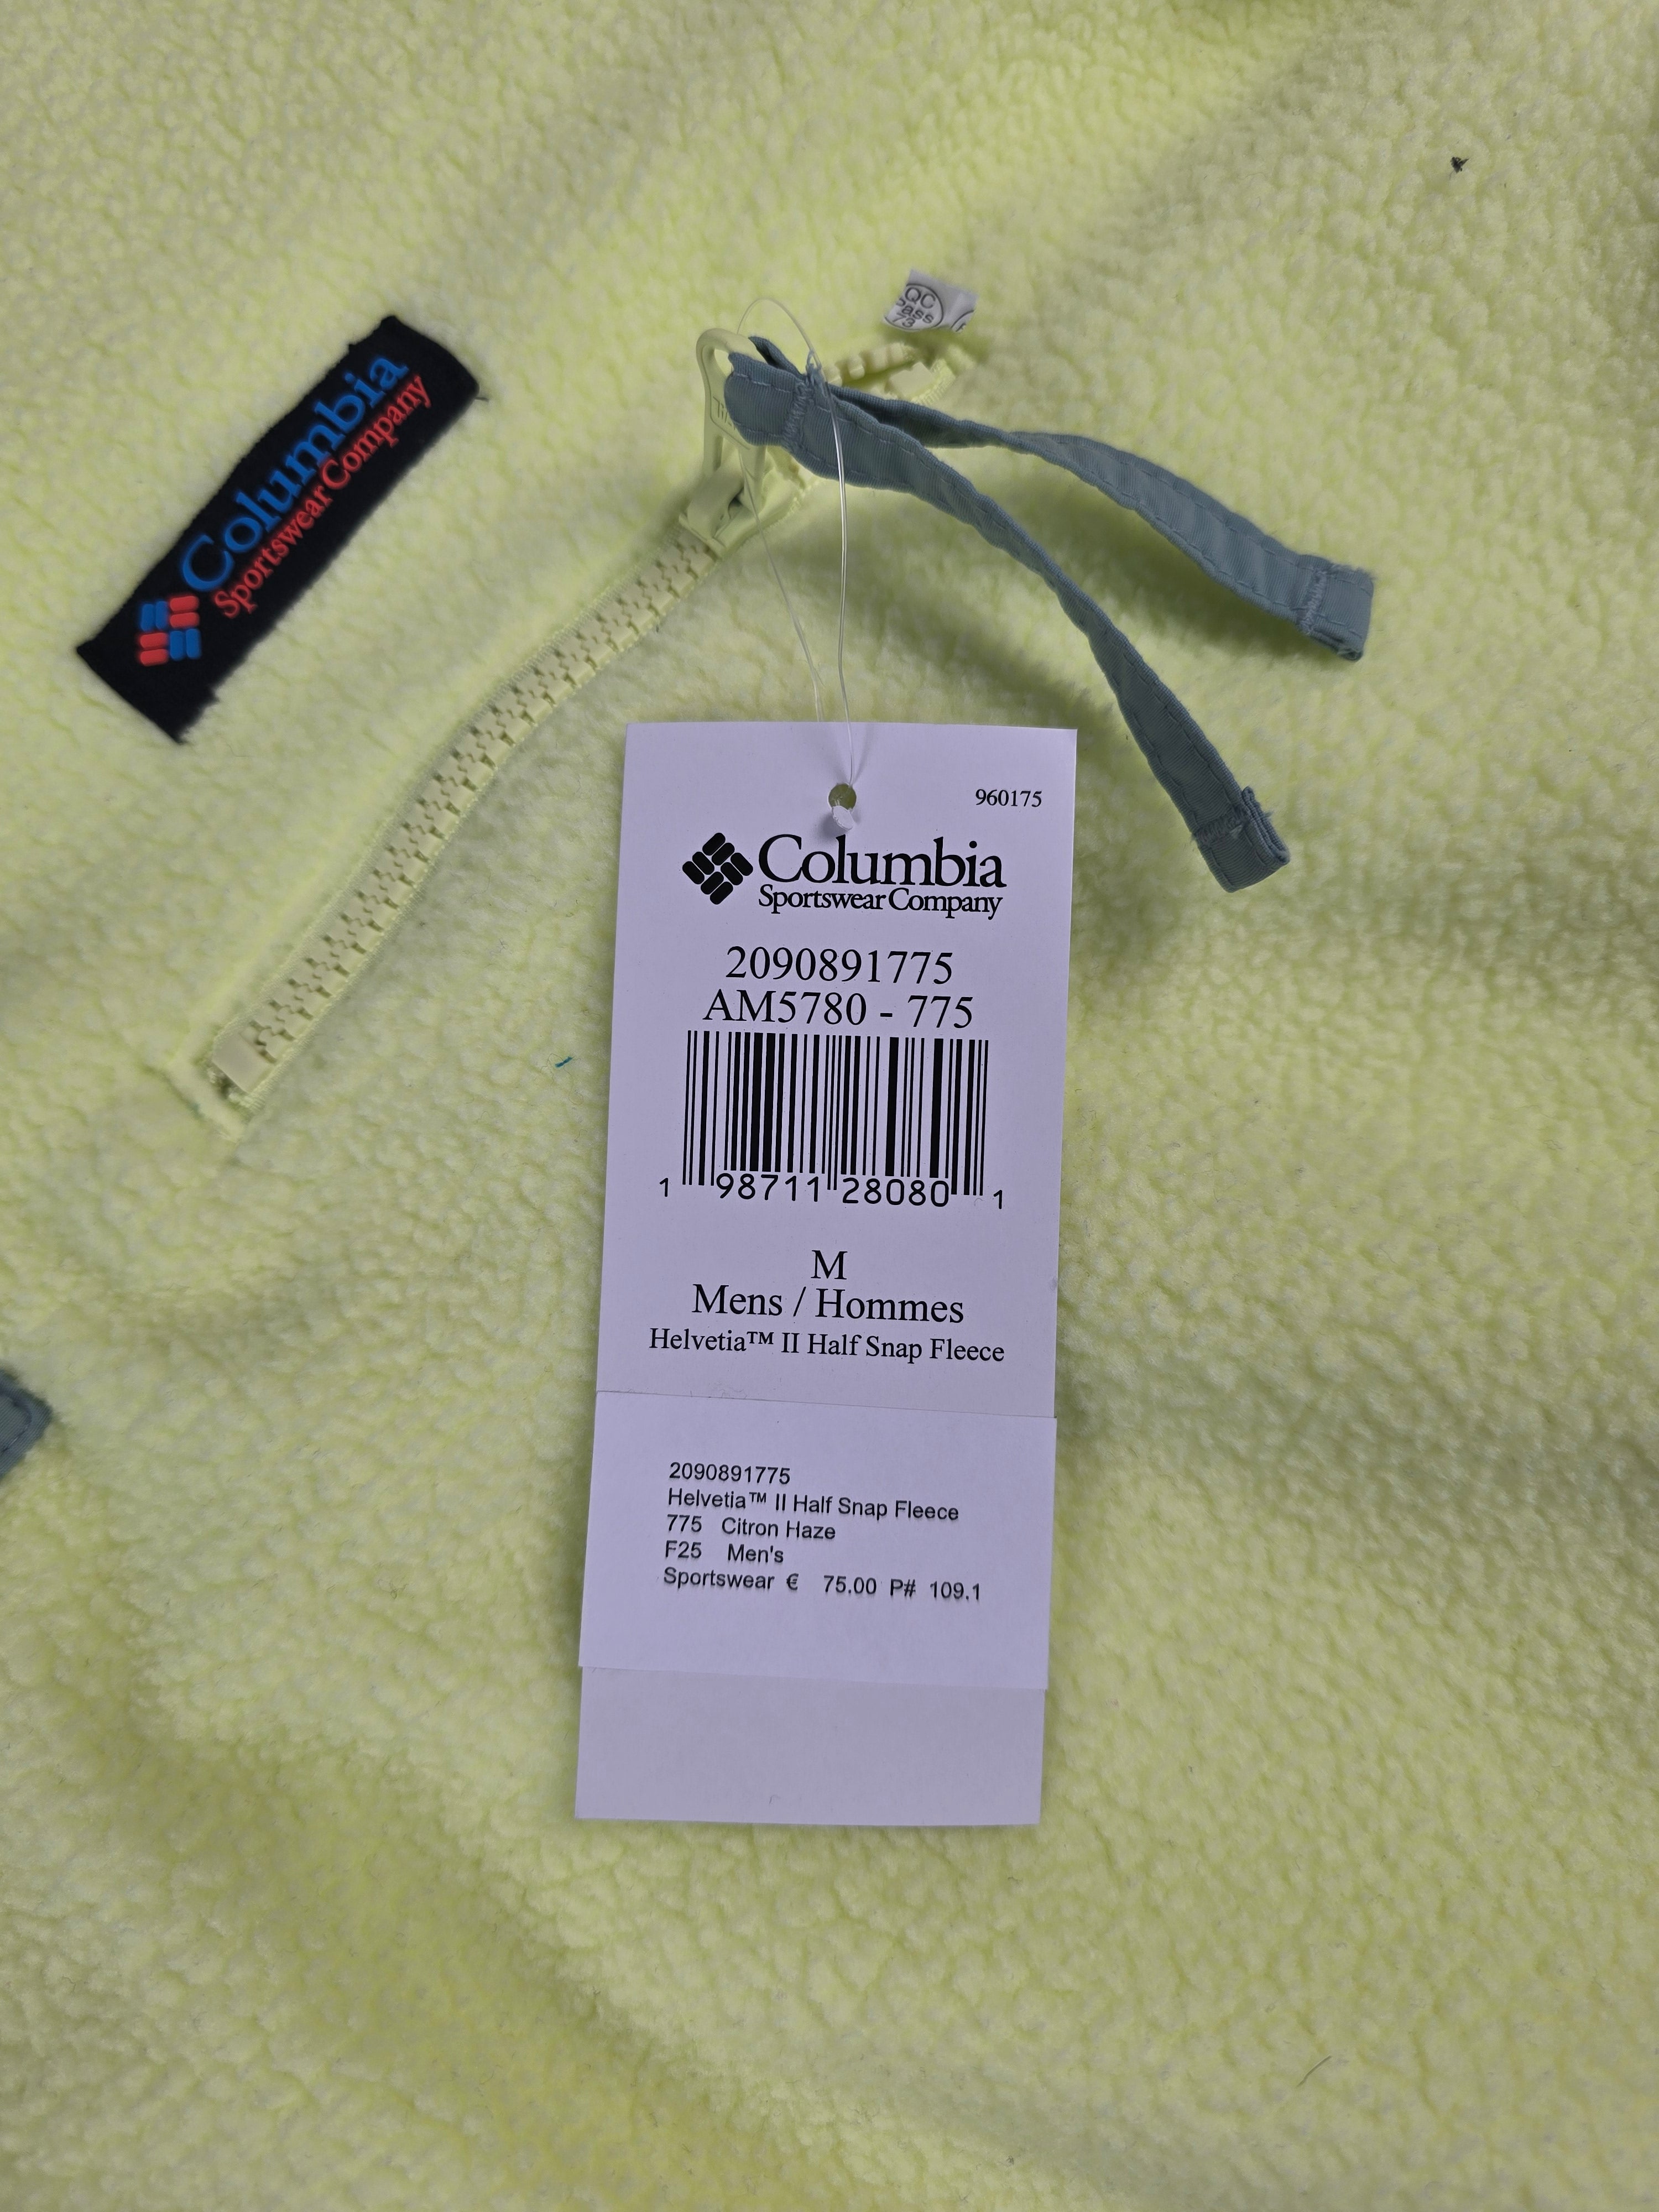 Columbia
Sportswear Company
QC
Pass
73
960175
Columbia
Sportswear Company
2090891775
AM5780 - 775
1 98711 28080 1
M
Mens / Hommes
Helvetia™ II Half Snap Fleece
2090891775
Helvetia™ II Half Snap Fleece
775 Citron Haze
F25 Men's
Sportswear € 75.00 P# 109.1